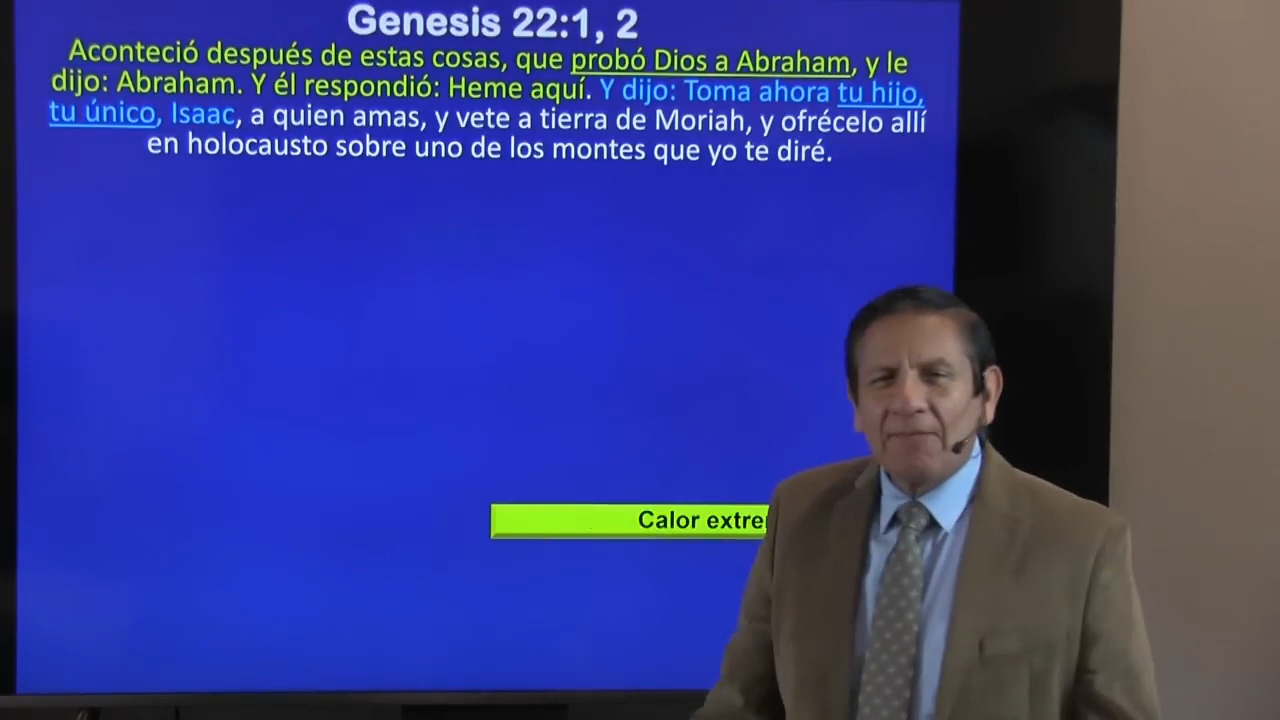 Genesis 22:1, 2
Aconteció después de estas cosas, que probó Dios a Abraham, y le
dijo: Abraham. Y él respondió: Heme aquí. Y dijo: Toma ahora tu hijo,
tu único, Isaac, a quien amas, y vete a tierra de Moriah, y ofrécelo allí
en holocausto sobre uno de los montes que yo te diré.
Calor